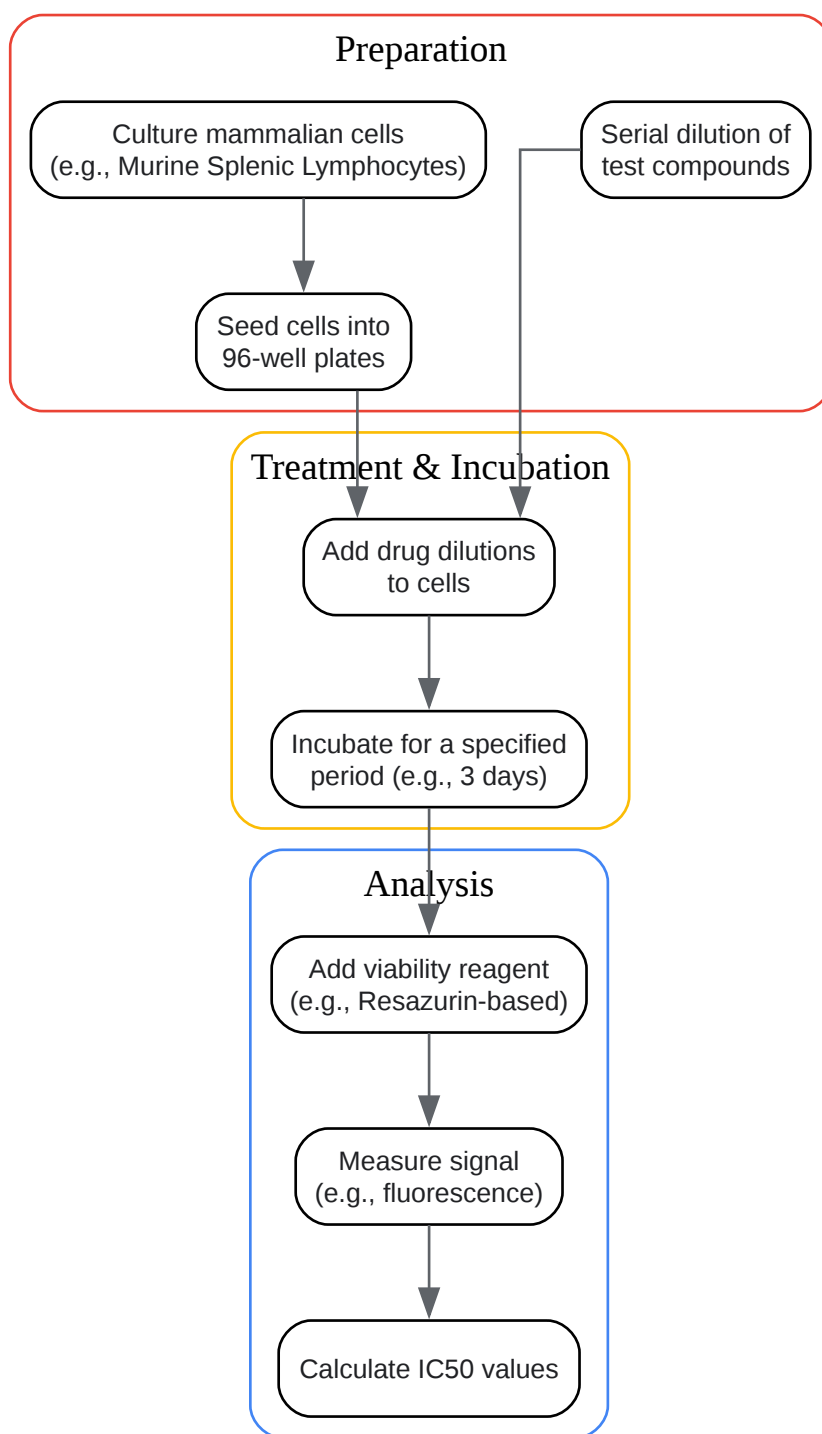 Preparation
Culture mammalian cells
(e.g., Murine Splenic Lymphocytes)
Serial dilution of
test compounds
Seed cells into
96-well plates
Treatment & Incubation
Add drug dilutions
to cells
Incubate for a specified
period (e.g., 3 days)
Analysis
Add viability reagent
(e.g., Resazurin-based)
Measure signal
(e.g., fluorescence)
Calculate IC50 values